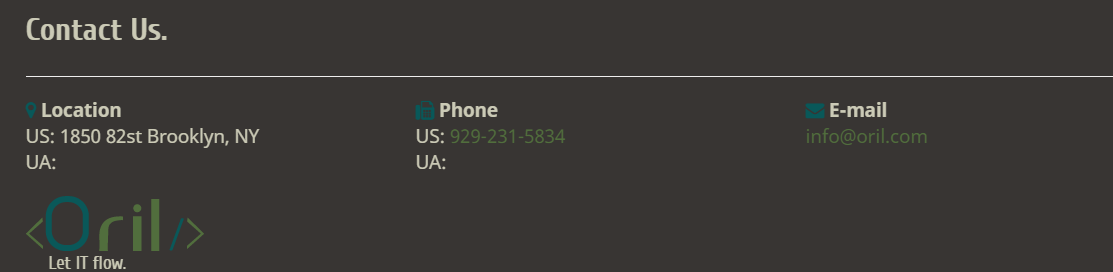 Contact Us.
Location
US: 1850 82st Brooklyn, NY
UA:
Phone
US: 929-231-5834
UA:
E-mail
info@oril.com
<Oril/>
Let IT flow.